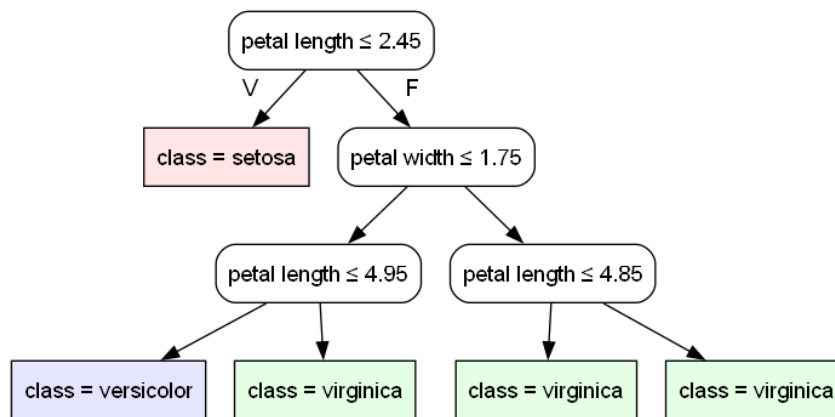 petal length ≤ 2.45
V
F
class = setosa
petal width ≤ 1.75
petal length ≤ 4.95
petal length ≤ 4.85
class = versicolor
class = virginica
class = virginica
class = virginica